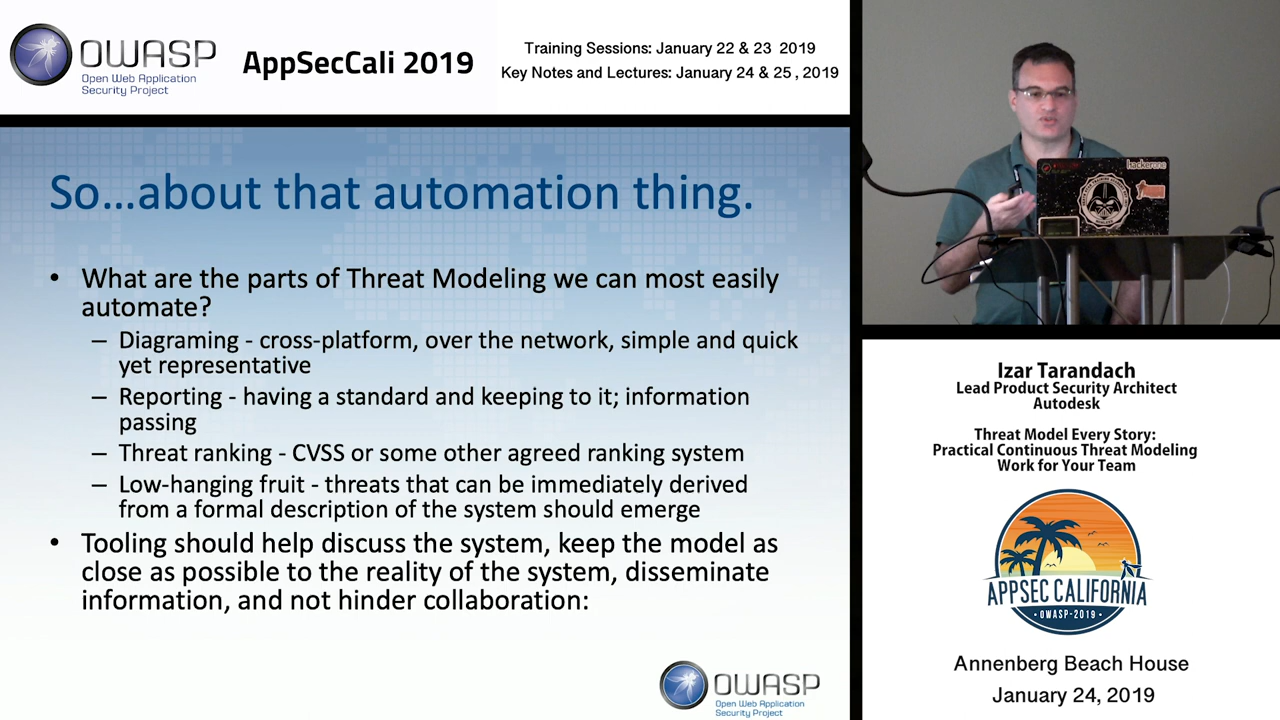 OWASP
Open Web Application
Security Project
AppSecCali 2019
Training Sessions: January 22 & 23 2019
Key Notes and Lectures: January 24 & 25 , 2019
So...about that automation thing.
• What are the parts of Threat Modeling we can most easily
automate?
– Diagraming - cross-platform, over the network, simple and quick
yet representative
– Reporting - having a standard and keeping to it; information
passing
– Threat ranking - CVSS or some other agreed ranking system
– Low-hanging fruit - threats that can be immediately derived
from a formal description of the system should emerge
• Tooling should help discuss the system, keep the model as
close as possible to the reality of the system, disseminate
information, and not hinder collaboration:
OWASP
Open Web Application
Security Project
hackerone
Izar Tarandach
Lead Product Security Architect
Autodesk
Threat Model Every Story:
Practical Continuous Threat Modeling
Work for Your Team
APPSEC CALIFORNIA
• OWASP-2019 •
Annenberg Beach House
January 24, 2019